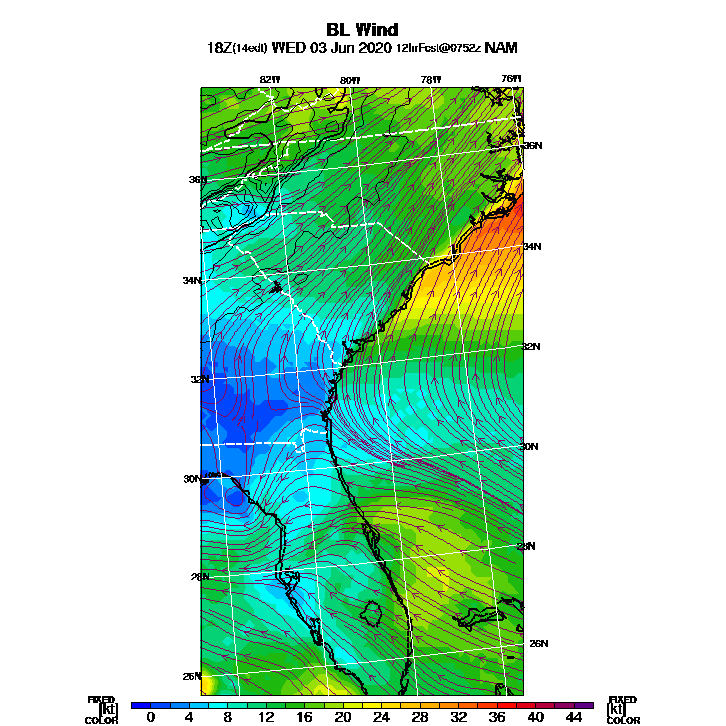 BL Wind
18Z(14edt) WED 03 Jun 2020 12hrFcst@0752z NAM
82W 80W 78W 76W
36N
36N
34N
34N
32N
32N
30N
30N
28N
28N
26N
26N
FIXED FIXED
[kt] 0 4 8 12 16 20 24 28 32 36 40 44 [kt]
COLOR COLOR